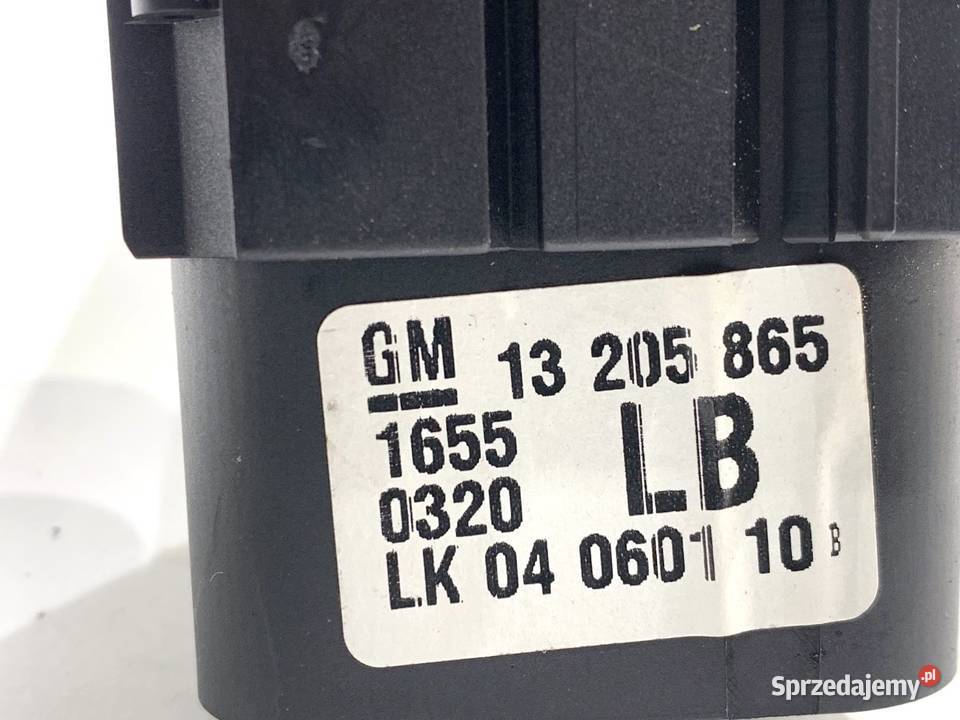 GM 13 205 865
1655
0320 LB
LK 04 0601 10 B
Sprzedajemy.pl